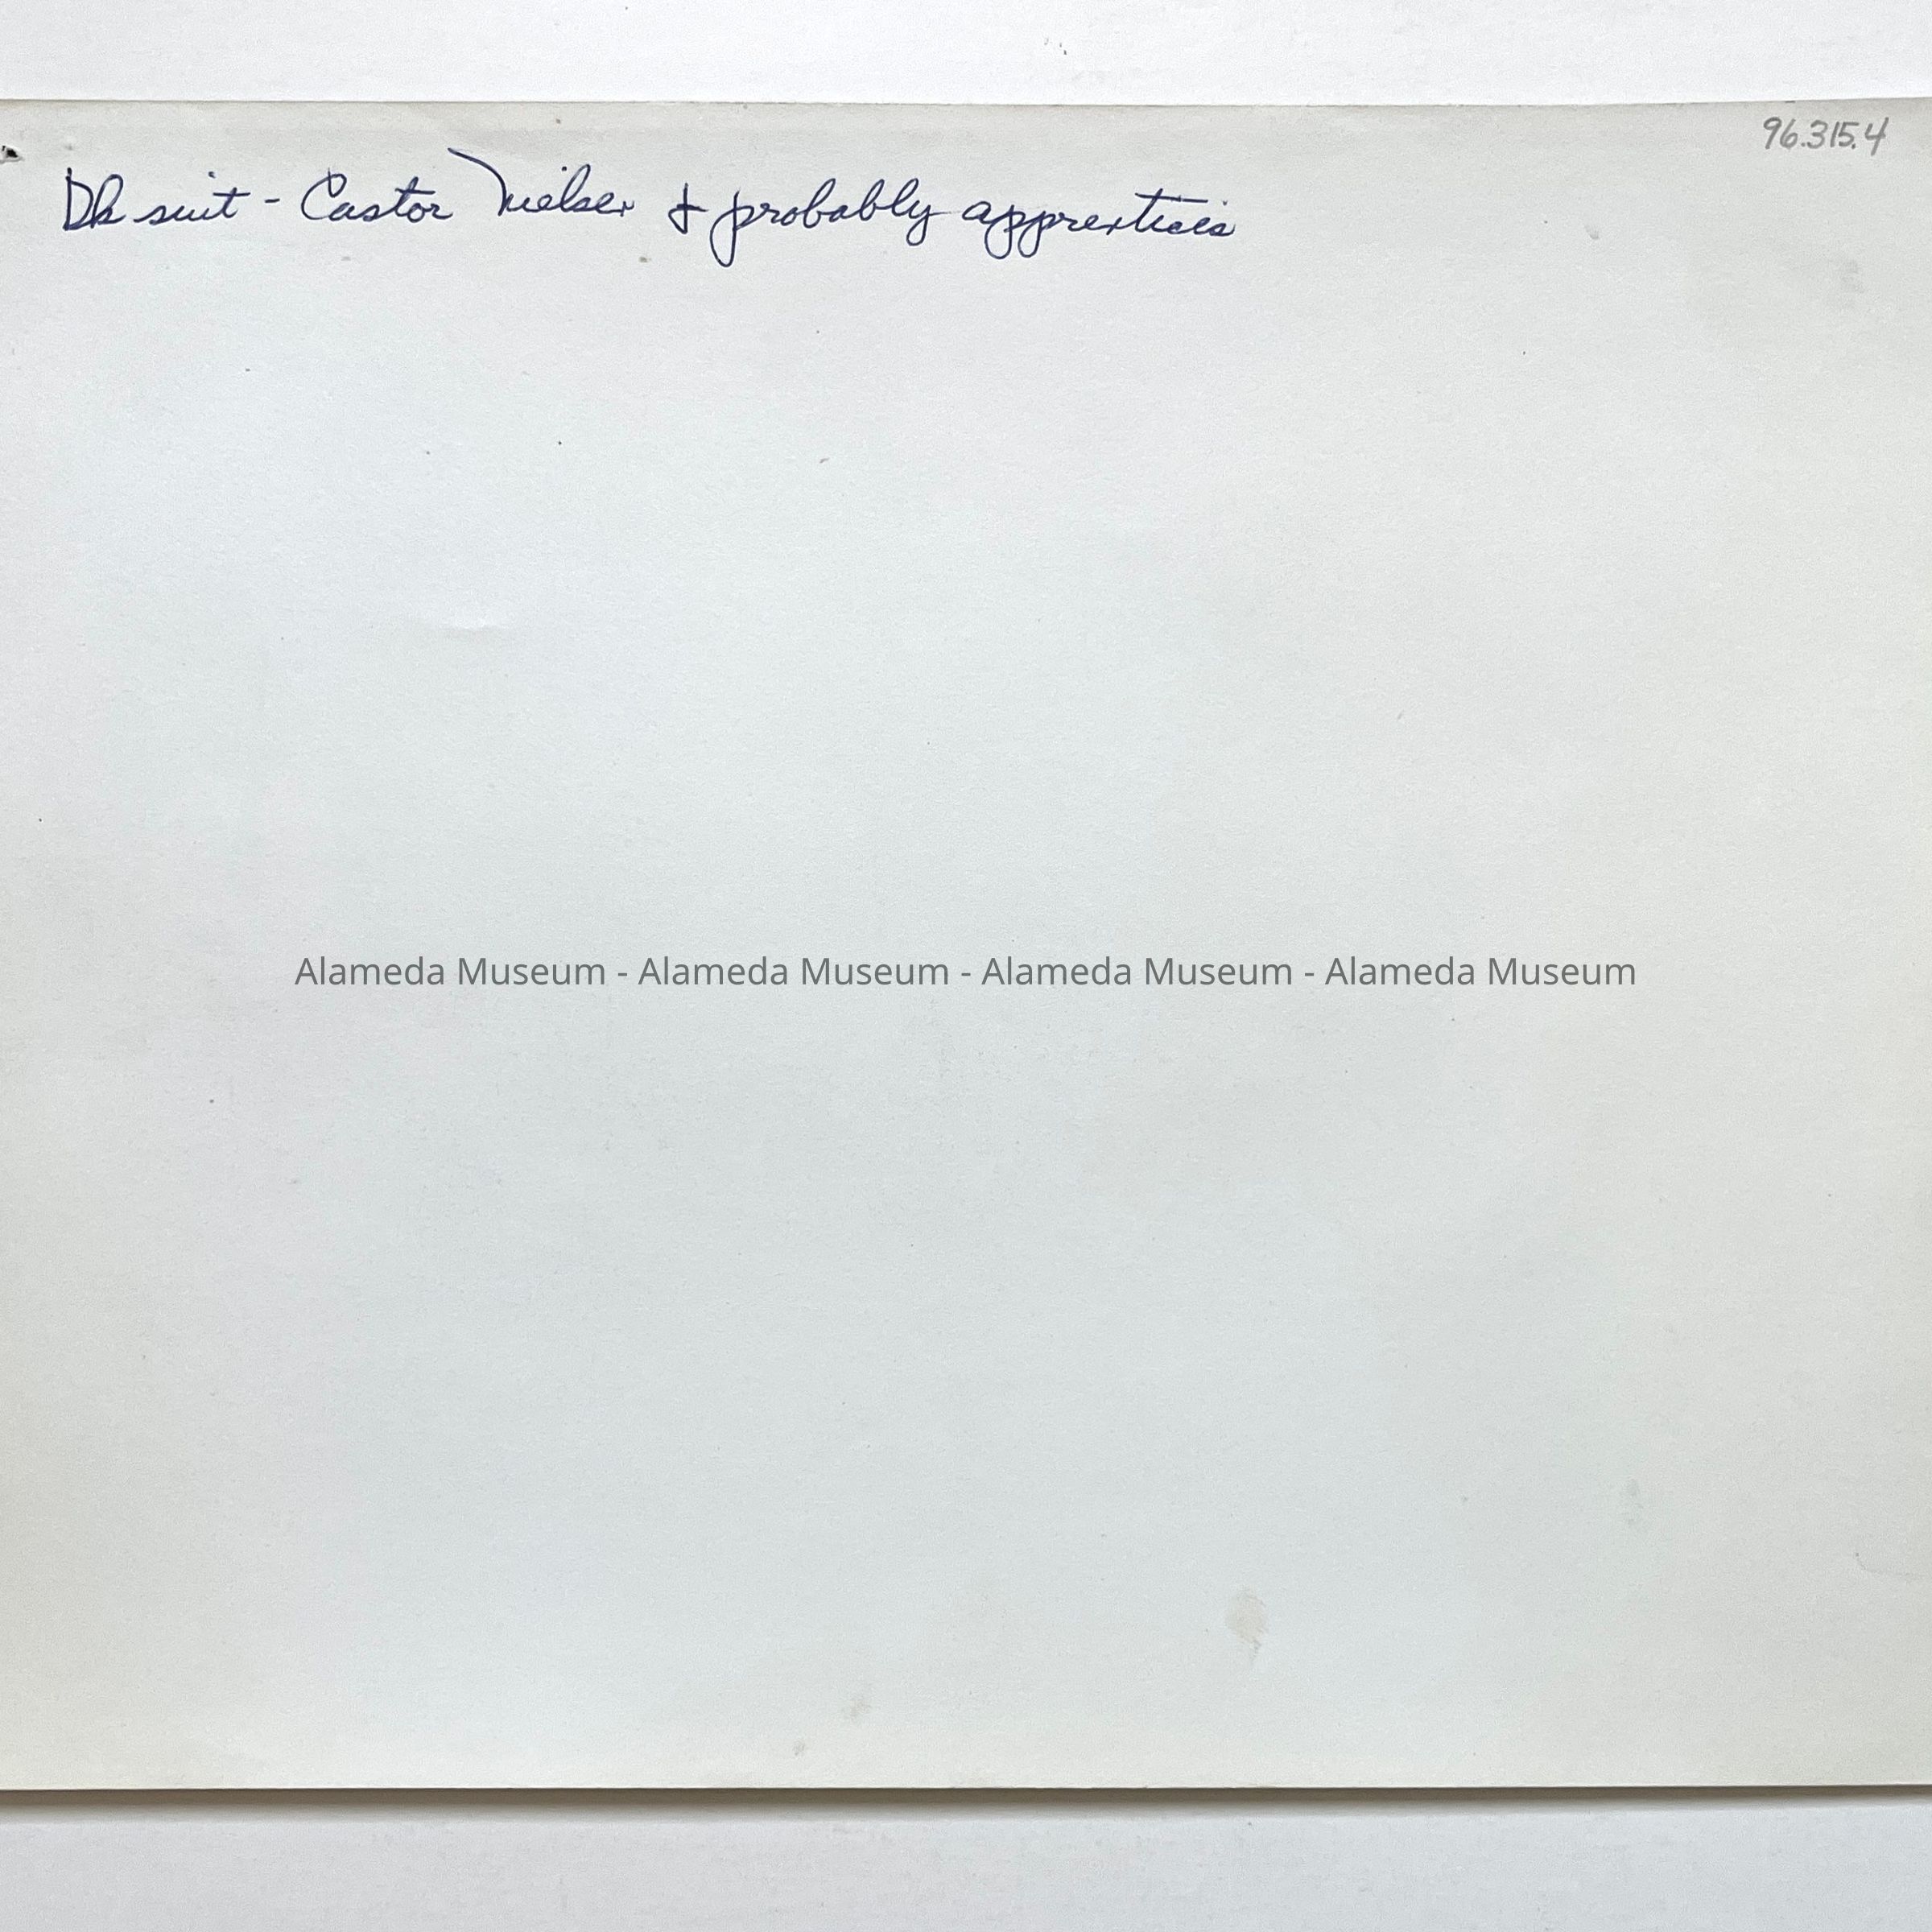 96.315.4
Dk suit - Castor Nielsen & probably apprentices
Alameda Museum - Alameda Museum - Alameda Museum - Alameda Museum